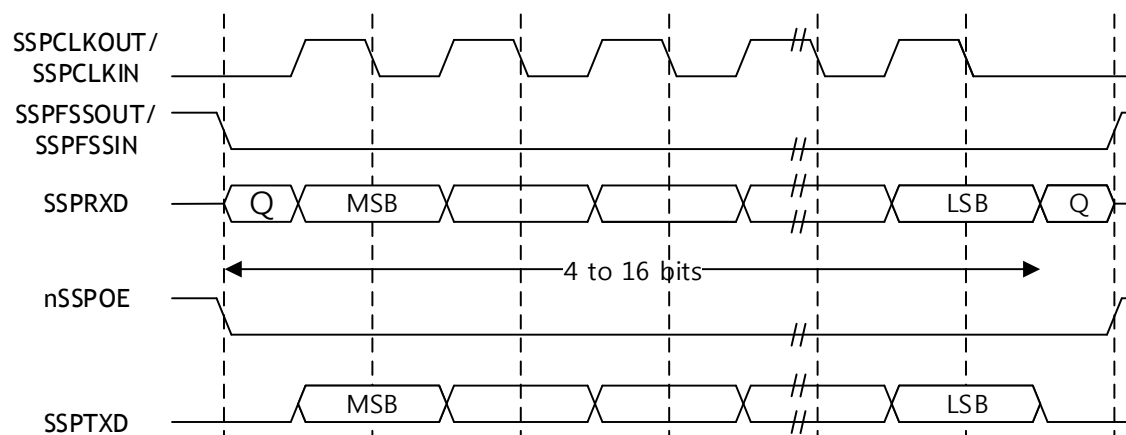 SSPCLKOUT/
SSPCLKIN
SSPFSSOUT/
SSPFSSIN
SSPRXD Q MSB LSB Q
4 to 16 bits
nSSPOE
SSPTXD MSB LSB